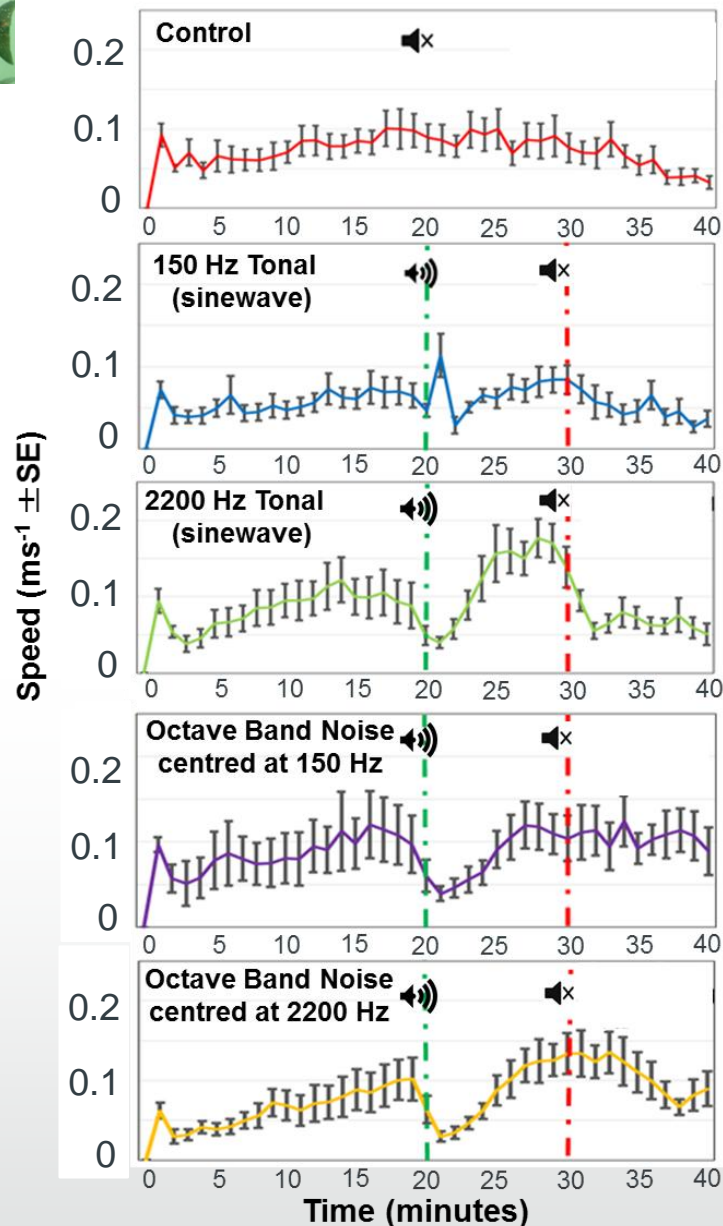 Speed (ms⁻¹ ±SE)
Control
0.2
0.1
0
0 5 10 15 20 25 30 35 40
150 Hz Tonal
(sinewave)
0.2
0.1
0
0 5 10 15 20 25 30 35 40
2200 Hz Tonal
(sinewave)
0.2
0.1
0
0 5 10 15 20 25 30 35 40
Octave Band Noise
centred at 150 Hz
0.2
0.1
0
0 5 10 15 20 25 30 35 40
Octave Band Noise
centred at 2200 Hz
0.2
0.1
0
0 5 10 15 20 25 30 35 40
Time (minutes)